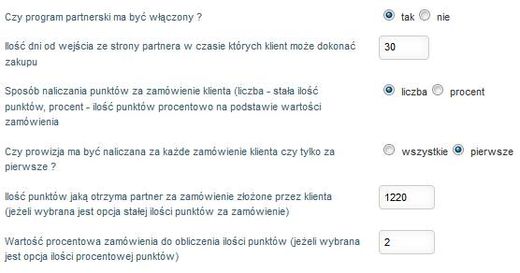 Czy program partnerski ma być włączony ? tak nie
Ilość dni od wejścia ze strony partnera w czasie których klient może dokonać
zakupu
30
Sposób naliczania punktów za zamówienie klienta (liczba - stała ilość
punktów, procent - ilość punktów procentowo na podstawie wartości
zamówienia
liczba procent
Czy prowizja ma być naliczana za każde zamówienie klienta czy tylko za
pierwsze ?
wszystkie pierwsze
Ilość punktów jaką otrzyma partner za zamówienie złożone przez klienta
(jeżeli wybrana jest opcja stałej ilości punktów za zamówienie)
1220
Wartość procentowa zamówienia do obliczenia ilości punktów (jeżeli wybrana
jest opcja ilości procentowej punktów)
2